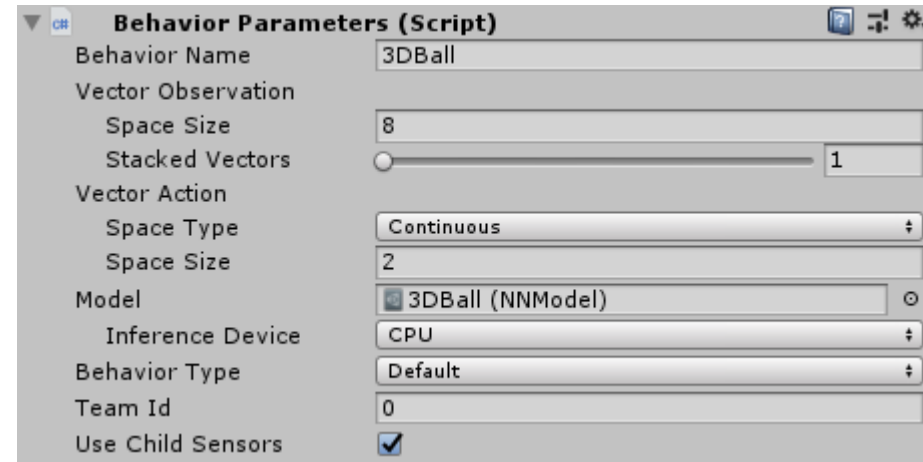 C# Behavior Parameters (Script)
Behavior Name 3DBall
Vector Observation
Space Size 8
Stacked Vectors 1
Vector Action
Space Type Continuous
Space Size 2
Model 3DBall (NNModel)
Inference Device CPU
Behavior Type Default
Team Id 0
Use Child Sensors